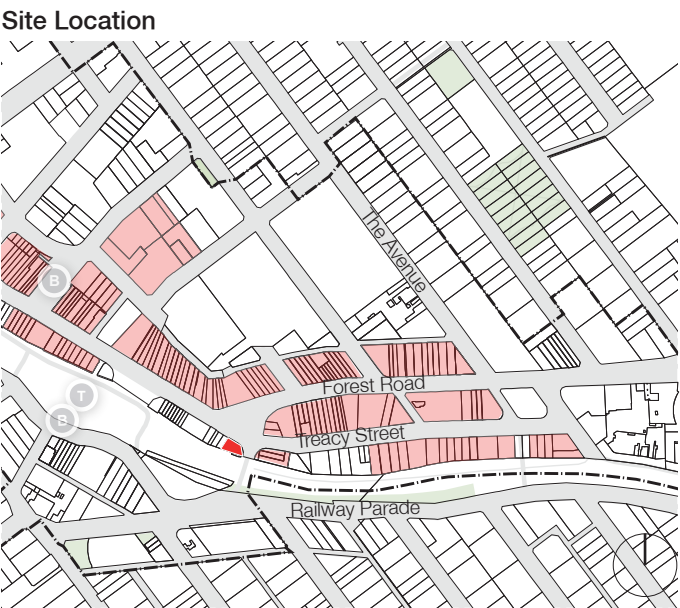 Site Location
The Avenue
B
Forest Road
T
B
Treacy Street
Railway Parade